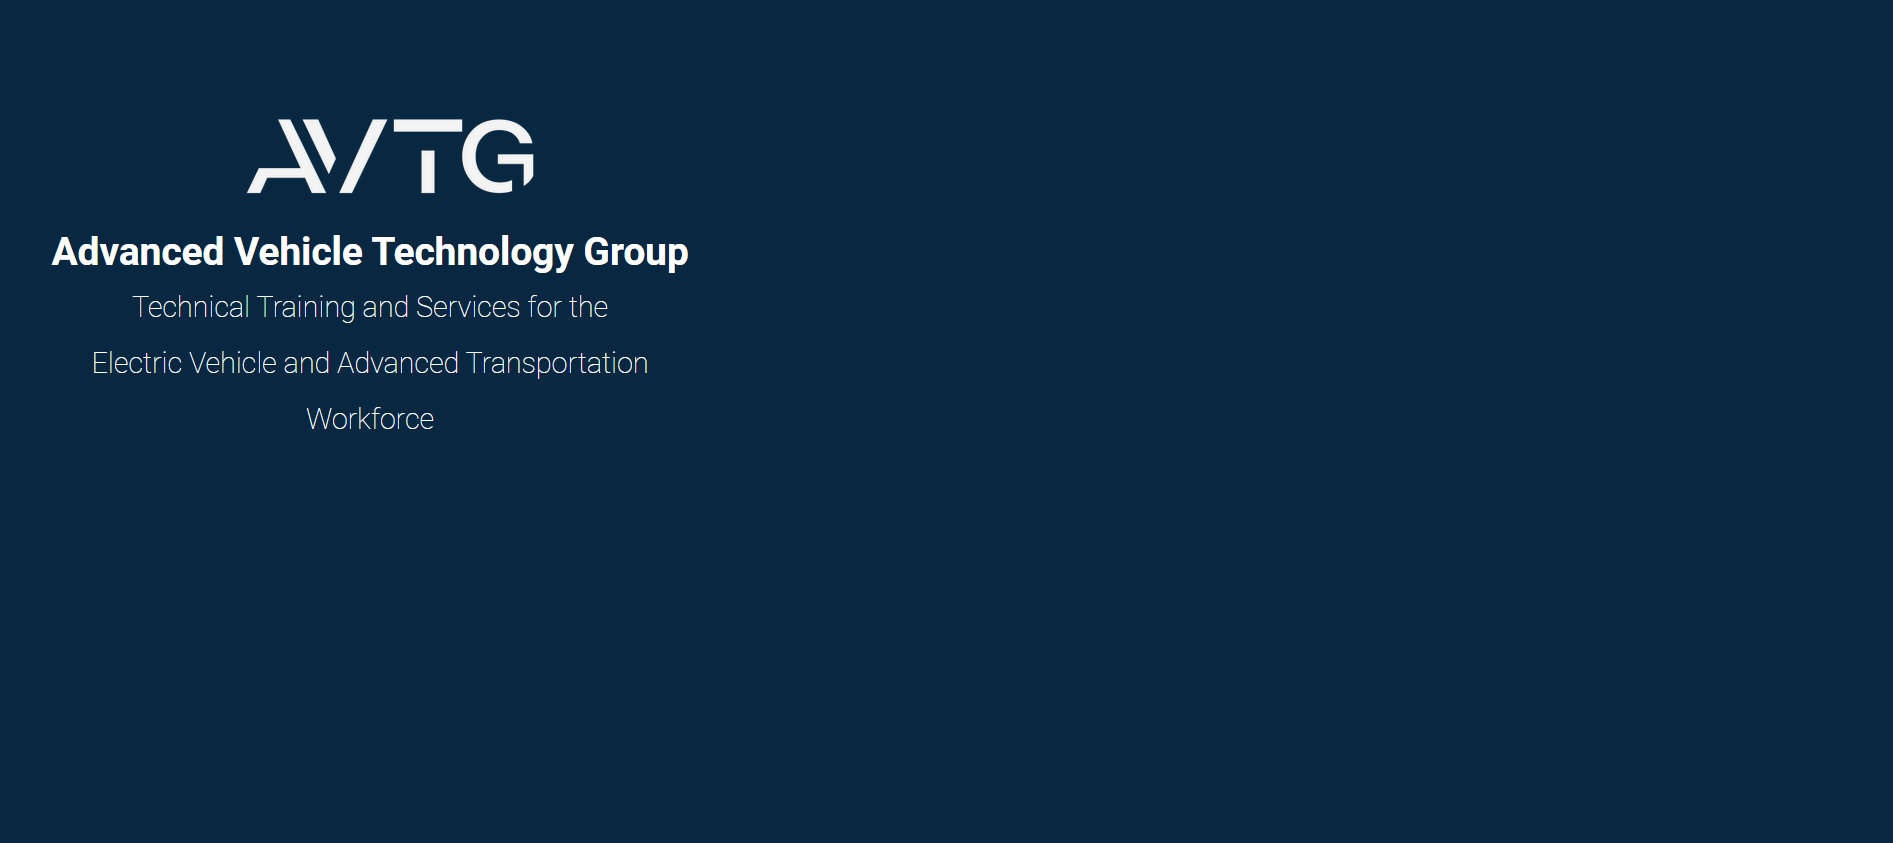 AVTG
Advanced Vehicle Technology Group
Technical Training and Services for the
Electric Vehicle and Advanced Transportation
Workforce